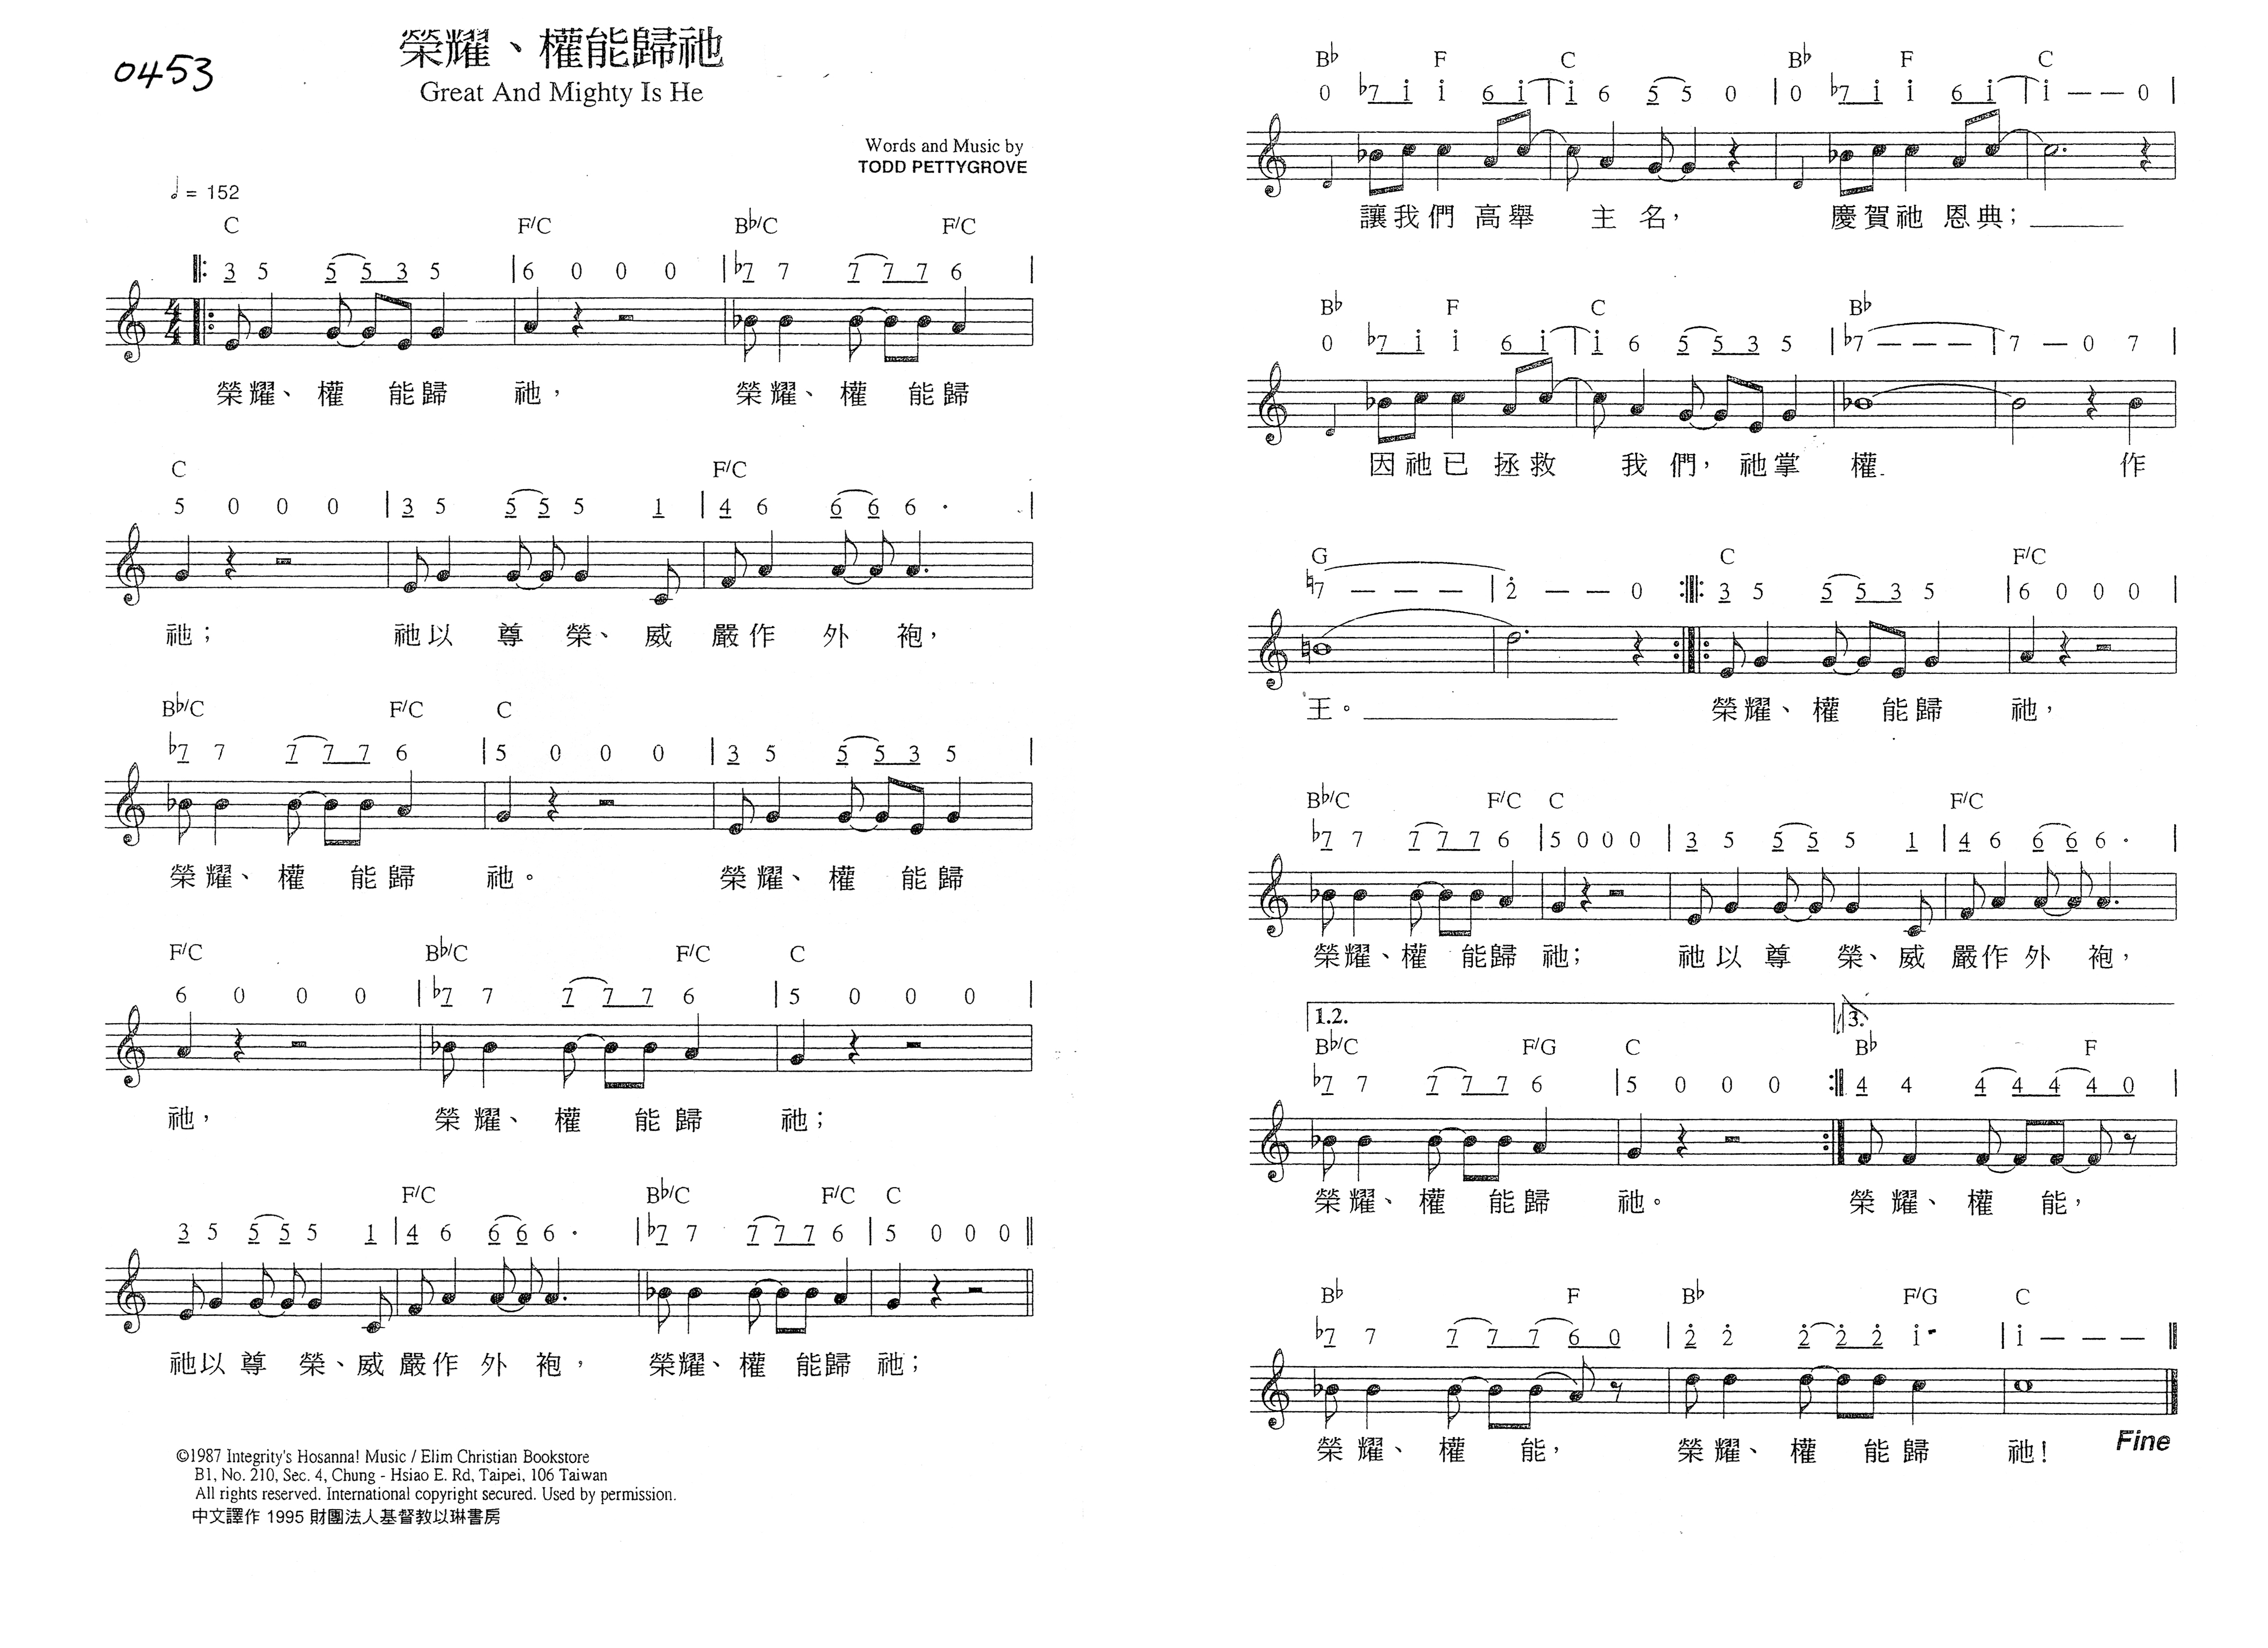 0453
榮耀、權能歸祂
Great And Mighty Is He
Words and Music by
TODD PETTYGROVE
= 152
C F/C B♭/C F/C
3 5 5 5 3 5 | 6 0 0 0 | ♭7 7 7 7 7 6 |
榮耀、權 能歸 祂， 榮耀、權 能歸
C F/C
5 0 0 0 | 3 5 5 5 5 1 | 4 6 6 6 6 · |
祂； 祂以 尊 榮、威 嚴作 外 袍，
B♭/C F/C C
♭7 7 7 7 7 6 | 5 0 0 0 | 3 5 5 5 3 5 |
榮耀、權 能歸 祂。 榮耀、權 能歸
F/C B♭/C F/C C
6 0 0 0 | ♭7 7 7 7 7 6 | 5 0 0 0 |
祂， 榮耀、權 能歸 祂；
F/C B♭/C F/C C
3 5 5 5 5 1 | 4 6 6 6 6 · | ♭7 7 7 7 7 6 | 5 0 0 0 ‖
祂以 尊 榮、威 嚴作 外 袍， 榮耀、權 能歸 祂；
©1987 Integrity's Hosanna! Music / Elim Christian Bookstore
B1, No. 210, Sec. 4, Chung - Hsiao E. Rd, Taipei, 106 Taiwan
All rights reserved. International copyright secured. Used by permission.
中文譯作 1995 財團法人基督教以琳書房
B♭ F C B♭ F C
0 ♭7 i i 6 i | i 6 5 5 0 | 0 ♭7 i i 6 i | i — — 0 |
讓我們 高舉 主 名， 慶賀祂 恩典；
B♭ F C B♭
0 ♭7 i i 6 i | i 6 5 5 3 5 | ♭7 — — — | 7 — 0 7 |
因祂已 拯救 我 們，祂掌 權 作
G C F/C
♮7 — — — | 2̇ — — 0 :‖: 3 5 5 5 3 5 | 6 0 0 0 |
王。 榮耀、權 能歸 祂，
B♭/C F/C C F/C
♭7 7 7 7 7 6 | 5 0 0 0 | 3 5 5 5 5 1 | 4 6 6 6 6 · |
榮耀、權 能歸 祂； 祂以 尊 榮、威 嚴作 外 袍，
1.2. 3.
B♭/C F/G C B♭ F
♭7 7 7 7 7 6 | 5 0 0 0 :‖ 4 4 4 4 4 4 0 |
榮耀、權 能歸 祂。 榮耀、權 能，
B♭ F B♭ F/G C
♭7 7 7 7 7 6 0 | 2̇ 2̇ 2̇ 2̇ 2̇ i | i — — — ‖
榮耀、權 能， 榮耀、權 能歸 祂！ Fine